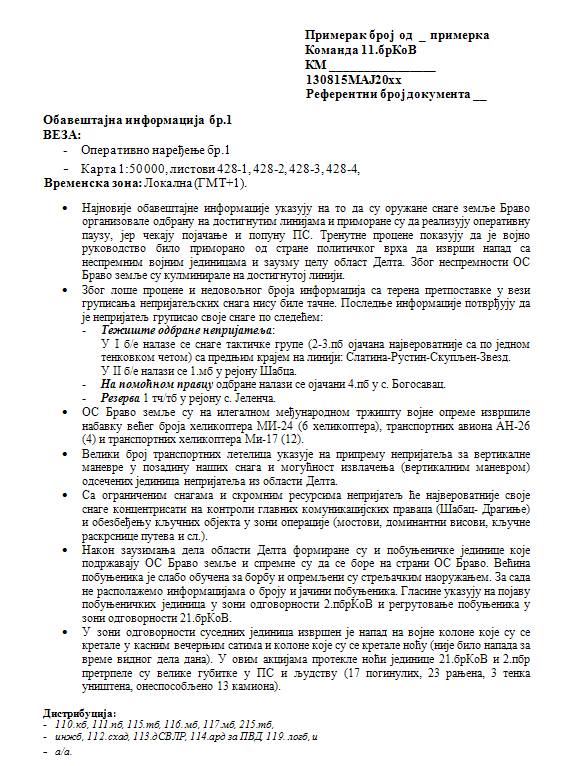 Примерак број од _ примерка
Команда 11.брКоВ
КМ ________________
130815МАЈ20xx
Референтни број документа __
Обавештајна информација бр.1
ВЕЗА:
- Оперативно наређење бр.1
- Карта 1:50000, листови 428-1, 428-2, 428-3, 428-4,
Временска зона: Локална (ГМТ+1).
• Најновије обавештајне информације указују на то да су оружане снаге земље Браво
организовале одбрану на достигнутим линијама и приморане су да реализују оперативну
паузу, јер чекају појачање и попуну ПС. Тренутне процене показују да је војно
руководство било приморано од стране политичког врха да изврши напад са
неспремним војним јединицама и заузму целу област Делта. Због неспремности ОС
Браво земље су кулминирале на достигнутој линији.
• Због лоше процене и недовољног броја информација са терена претпоставке у вези
груписања непријатељских снага нису биле тачне. Последње информације потврђују да
је непријатељ груписао своје снаге по следећем:
- Тежиште одбране непријатеља:
У I б/е налазе се снаге тактичке групе (2-3.пб ојачана највероватније са по једном
тенковском четом) са предњим крајем на линији: Слатина-Рустин-Скупљен-Звезд.
У II б/е налази се 1.мб у рејону Шабца.
- На помоћном правцу одбране налази се ојачани 4.пб у с. Богосавац.
- Резерва 1 тч/тб у рејону с. Јеленча.
• ОС Браво земље су на илегалном међународном тржишту војне опреме извршиле
набавку већег броја хеликоптера МИ-24 (6 хеликоптера), транспортних авиона АН-26
(4) и транспортних хеликоптера Ми-17 (12).
• Велики број транспортних летелица указује на припрему непријатеља за вертикалне
маневре у позадину наших снага и могућност извлачења (вертикалним маневром)
одсечених јединица непријатеља из области Делта.
• Са ограниченим снагама и скромним ресурсима непријатељ ће највероватније своје
снаге концентрисати на контроли главних комуникацијских праваца (Шабац- Драгиње)
и обезбеђењу кључних објекта у зони операције (мостови, доминантни висови, кључне
раскрснице путева и сл.).
• Након заузимања дела области Делта формиране су и побуњеничке јединице које
подржавају ОС Браво земље и спремне су да се боре на страни ОС Браво. Већина
побуњеника је слабо обучена за борбу и опремљени су стрељачким наоружањем. За сада
не располажемо информацијама о броју и јачини побуњеника. Гласине указују на појаву
побуњеничких јединица у зони одговорности 2.пбрКоВ и регрутовање побуњеника у
зони одговорности 21.брКоВ.
• У зони одговорности суседних јединица извршен је напад на војне колоне које су се
кретале у касним вечерњим сатима и колоне које су се кретале ноћу (није било напада за
време видног дела дана). У овим акцијама протекле ноћи јединице 21.брКоВ и 2.пбр
претрпеле су велике губитке у ПС и људству (17 погинулих, 23 рањена, 3 тенка
уништена, онеспособљено 13 камиона).
Дистрибуција:
- 110.кб, 111.пб, 115.тб, 116.мб, 117.мб, 215.тб,
- инжб, 112.схад, 113.дСВЛР, 114.ард за ПВД, 119. логб, и
- а/а.